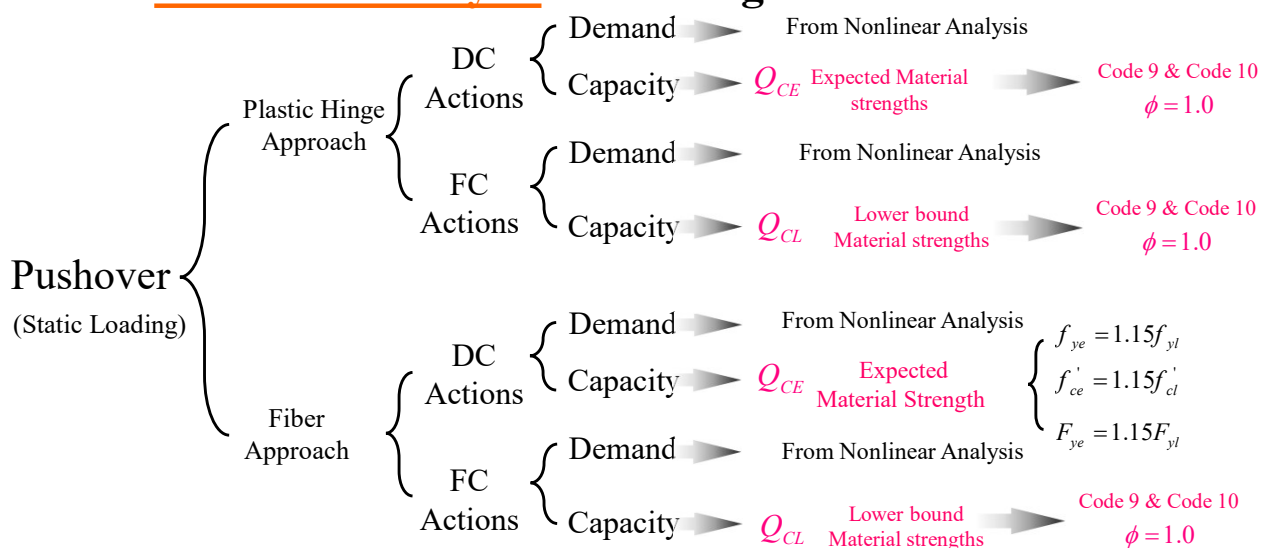 Demand From Nonlinear Analysis
DC
Actions
Capacity Q_CE Expected Material
strengths
Code 9 & Code 10
ϕ = 1.0
Plastic Hinge
Approach
Demand From Nonlinear Analysis
FC
Actions
Capacity Q_CL Lower bound
Material strengths
Code 9 & Code 10
ϕ = 1.0
Pushover
(Static Loading)
Demand From Nonlinear Analysis
DC
Actions
Capacity Q_CE Expected
Material Strength
f_ye = 1.15f_yl
f'_ce = 1.15f'_cl
F_ye = 1.15F_yl
Fiber
Approach
Demand From Nonlinear Analysis
FC
Actions
Capacity Q_CL Lower bound
Material strengths
Code 9 & Code 10
ϕ = 1.0